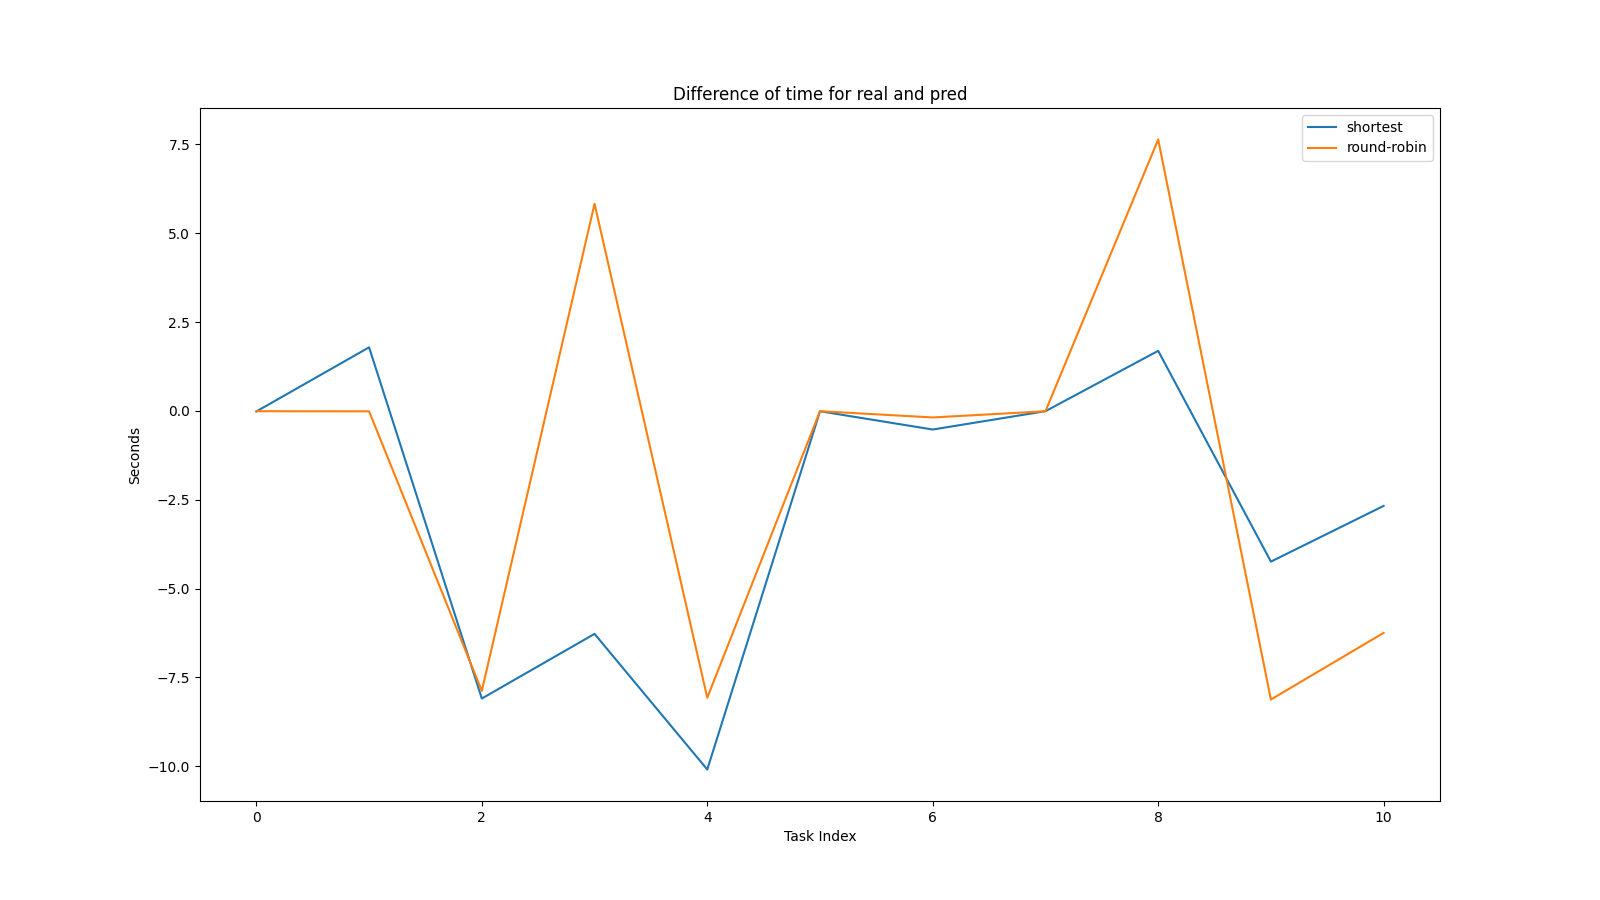 Difference of time for real and pred
shortest
round-robin
7.5
5.0
2.5
0.0
−2.5
−5.0
−7.5
−10.0
Seconds
0 2 4 6 8 10
Task Index